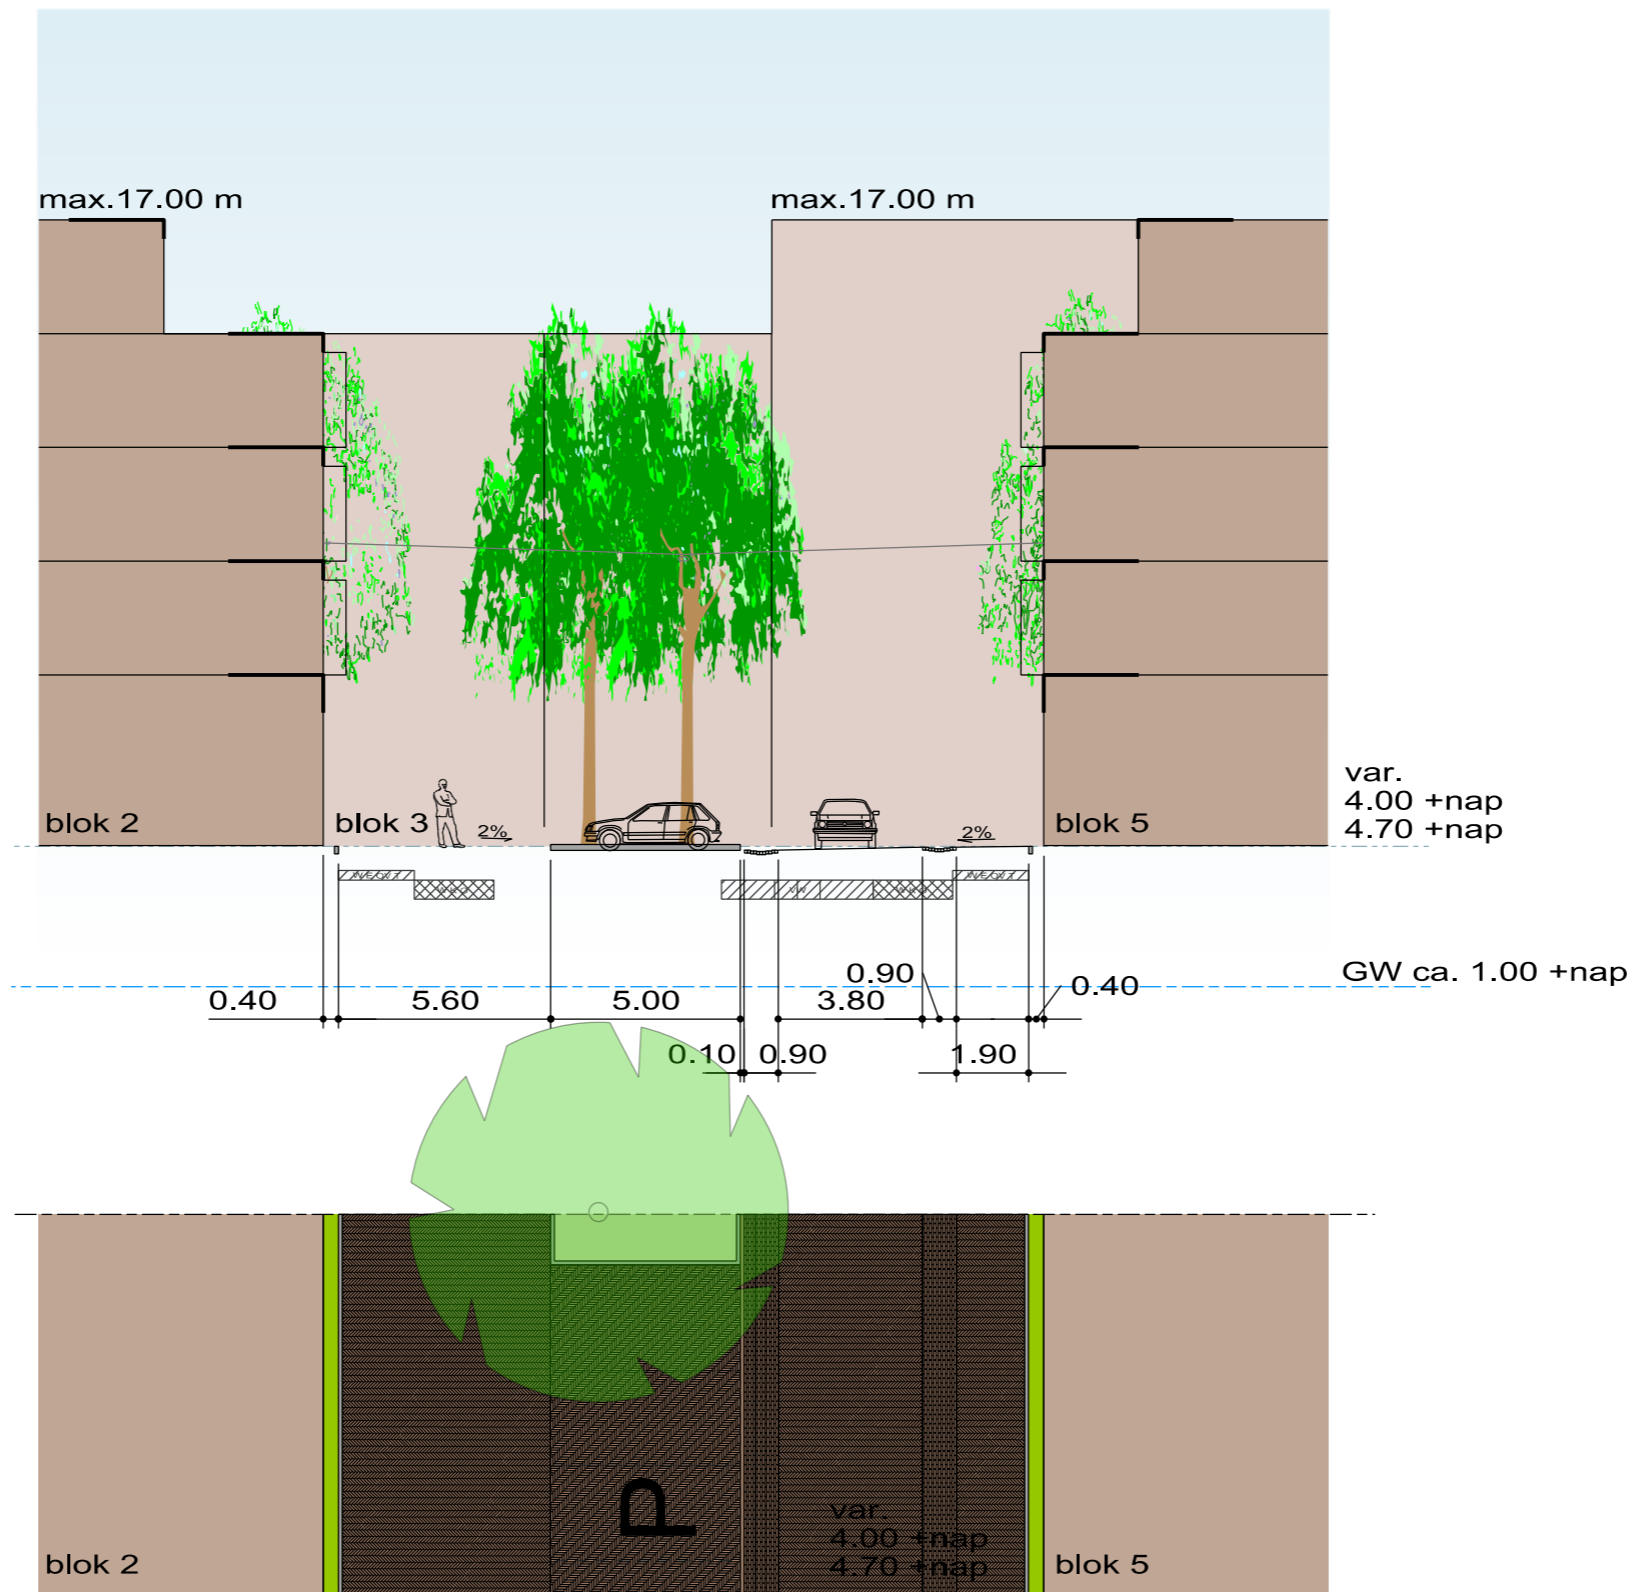 max.17.00 m
max.17.00 m
var.
4.00 +nap
4.70 +nap
blok 2
blok 3
2%
2%
blok 5
VW
GW ca. 1.00 +nap
0.40
5.60
5.00
0.90
3.80
0.40
0.10
0.90
1.90
P
var.
4.00 +nap
4.70 +nap
blok 2
blok 5